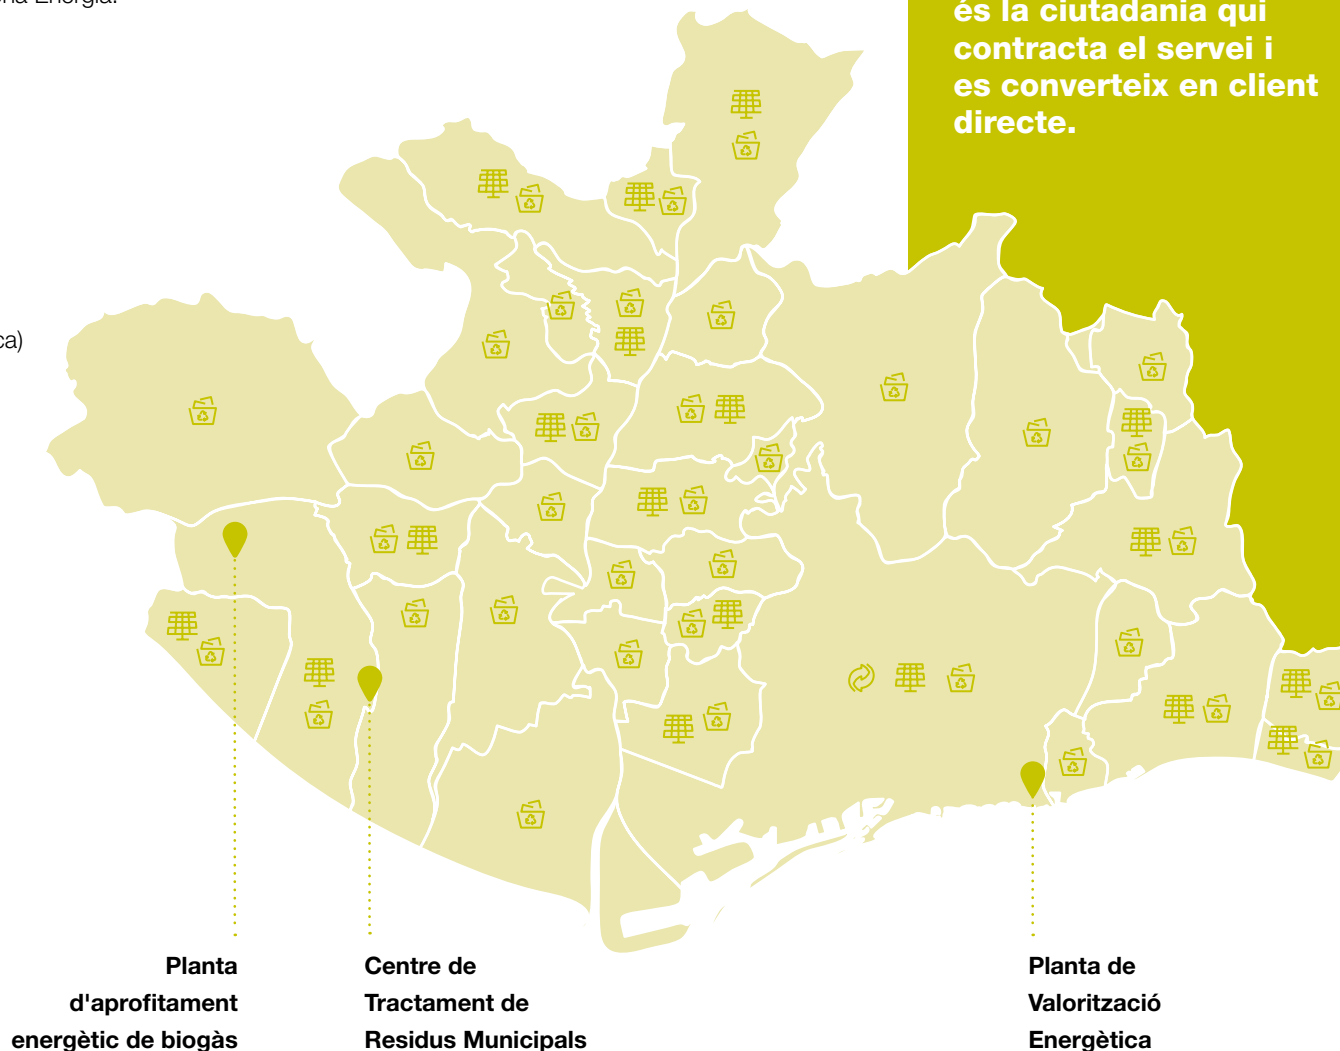 Energia.
és la ciutadania qui
contracta el servei i
es converteix en client
directe.
Planta
d'aprofitament
energètic de biogàs
Centre de
Tractament de
Residus Municipals
Planta de
Valorització
Energètica